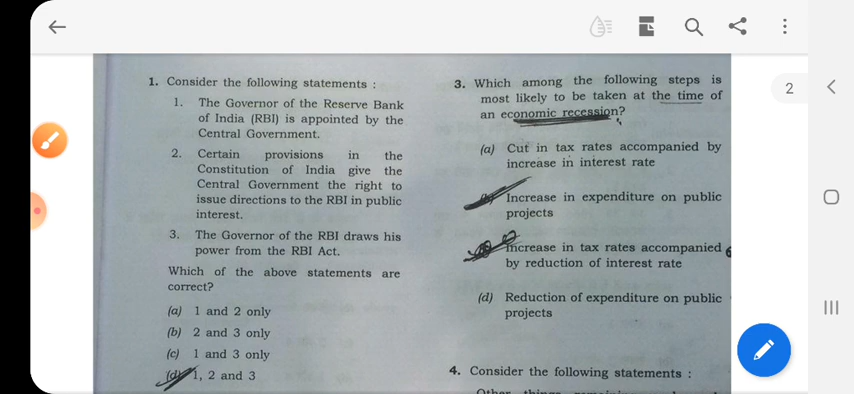 2
1. Consider the following statements :
1. The Governor of the Reserve Bank
of India (RBI) is appointed by the
Central Government.
2. Certain provisions in the
Constitution of India give the
Central Government the right to
issue directions to the RBI in public
interest.
3. The Governor of the RBI draws his
power from the RBI Act.
Which of the above statements are
correct?
(a) 1 and 2 only
(b) 2 and 3 only
(c) 1 and 3 only
(d) 1, 2 and 3
3. Which among the following steps is
most likely to be taken at the time of
an economic recession?
(a) Cut in tax rates accompanied by
increase in interest rate
Increase in expenditure on public
projects
Increase in tax rates accompanied
by reduction of interest rate
(d) Reduction of expenditure on public
projects
4. Consider the following statements :